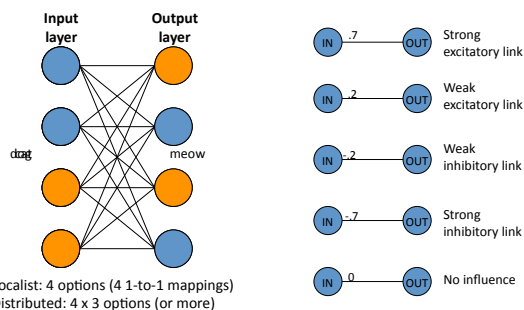 Input
layer
Output
layer
meow
ocalist: 4 options (4 1-to-1 mappings)
istributed: 4 x 3 options (or more)
IN .7 OUT Strong
excitatory link
IN .2 OUT Weak
excitatory link
IN -.2 OUT Weak
inhibitory link
IN -.7 OUT Strong
inhibitory link
IN 0 OUT No influence